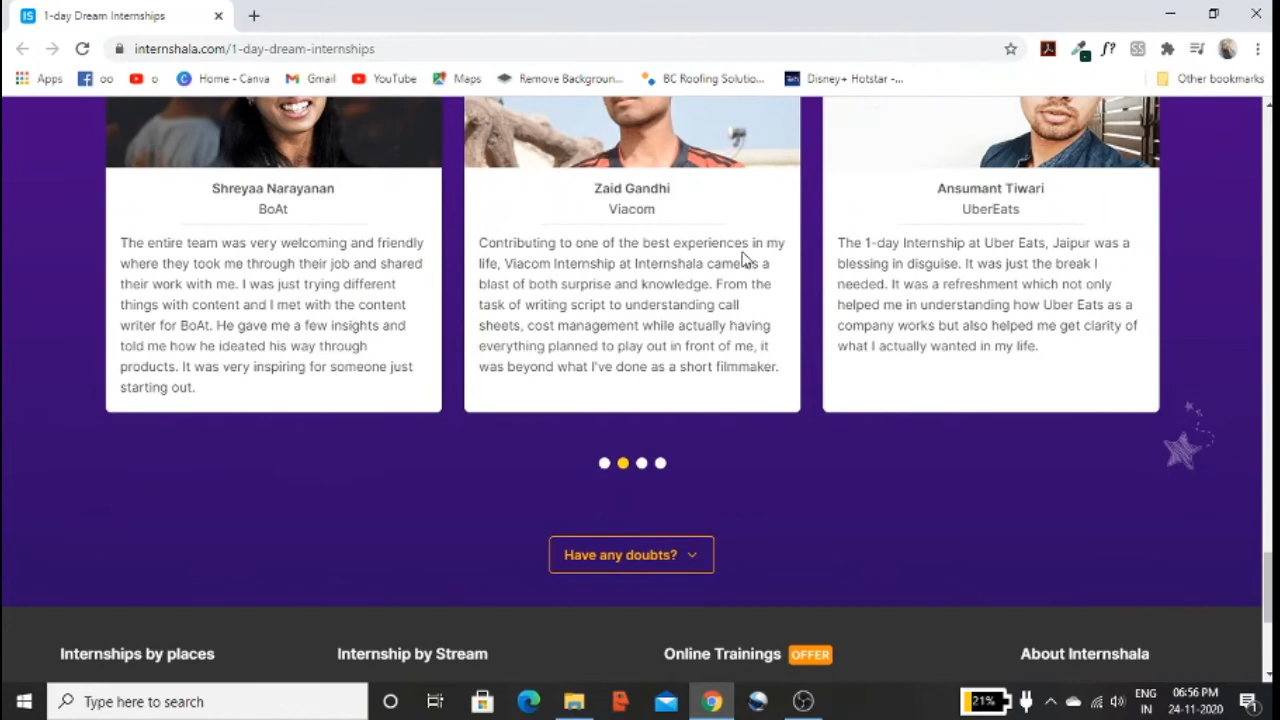 1-day Dream Internships
internshala.com/1-day-dream-internships
Apps
oo
o
Home - Canva
Gmail
YouTube
Maps
Remove Backgroun...
BC Roofing Solutio...
Disney+ Hotstar -...
Other bookmarks
Shreyaa Narayanan
BoAt
The entire team was very welcoming and friendly
where they took me through their job and shared
their work with me. I was just trying different
things with content and I met with the content
writer for BoAt. He gave me a few insights and
told me how he ideated his way through
products. It was very inspiring for someone just
starting out.
Zaid Gandhi
Viacom
Contributing to one of the best experiences in my
life, Viacom Internship at Internshala came as a
blast of both surprise and knowledge. From the
task of writing script to understanding call
sheets, cost management while actually having
everything planned to play out in front of me, it
was beyond what I've done as a short filmmaker.
Ansumant Tiwari
UberEats
The 1-day Internship at Uber Eats, Jaipur was a
blessing in disguise. It was just the break I
needed. It was a refreshment which not only
helped me in understanding how Uber Eats as a
company works but also helped me get clarity of
what I actually wanted in my life.
Have any doubts?
Internships by places
Internship by Stream
Online Trainings OFFER
About Internshala
Type here to search
21%
ENG
IN
06:56 PM
24-11-2020